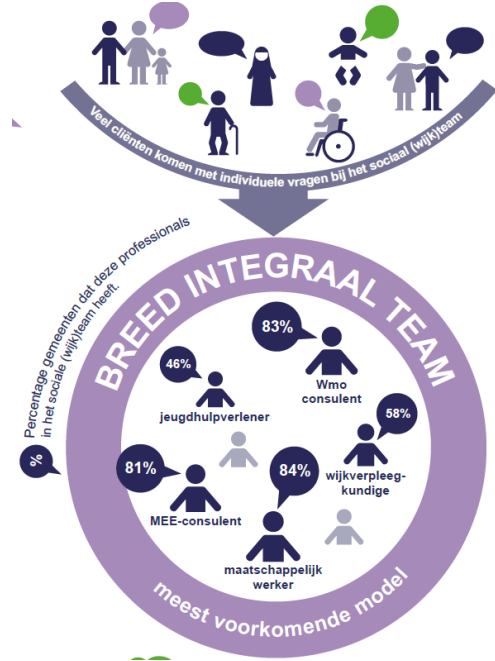 Veel cliënten komen met individuele vragen bij het sociaal (wijk)team
Percentage gemeenten dat deze professionals
in het sociale (wijk)team heeft.
%
BREED INTEGRAAL TEAM
83%
Wmo
consulent
46%
jeugdhulpverlener
58%
wijkverpleeg-
kundige
81%
MEE-consulent
84%
maatschappelijk
werker
meest voorkomende model